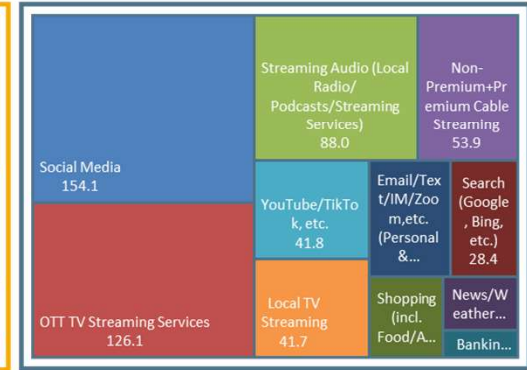 Social Media
154.1
OTT TV Streaming Services
126.1
Streaming Audio (Local
Radio/
Podcasts/Streaming
Services)
88.0
Non-
Premium+Pr
emium Cable
Streaming
53.9
YouTube/TikTo
k, etc.
41.8
Local TV
Streaming
41.7
Email/Tex
t/IM/Zoo
m,etc.
(Personal
&...
Search
(Google
, Bing,
etc.)
28.4
Shopping
(incl.
Food/A...
News/W
eather...
Bankin...